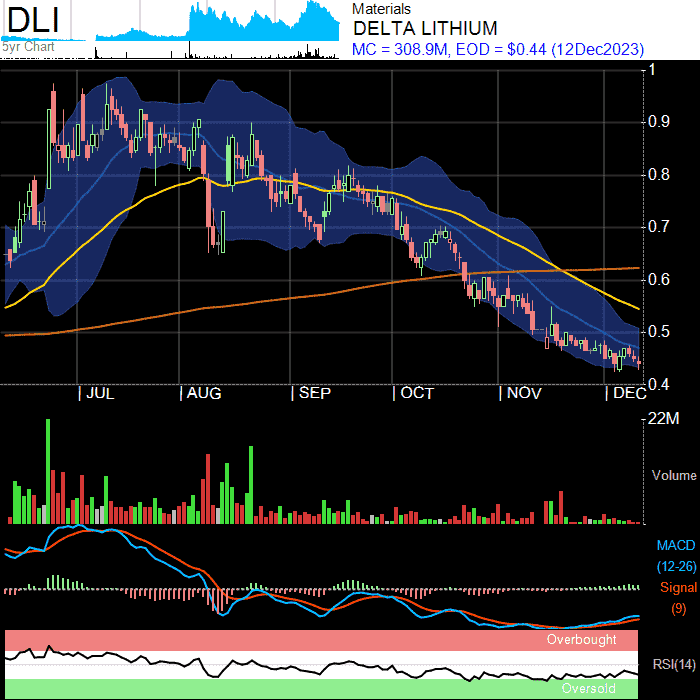 DLI
5yr Chart
Materials
DELTA LITHIUM
MC = 308.9M, EOD = $0.44 (12Dec2023)
1
0.9
0.8
0.7
0.6
0.5
0.4
JUL AUG SEP OCT NOV DEC
22M
Volume
MACD
(12-26)
Signal
(9)
Overbought
RSI(14)
Oversold